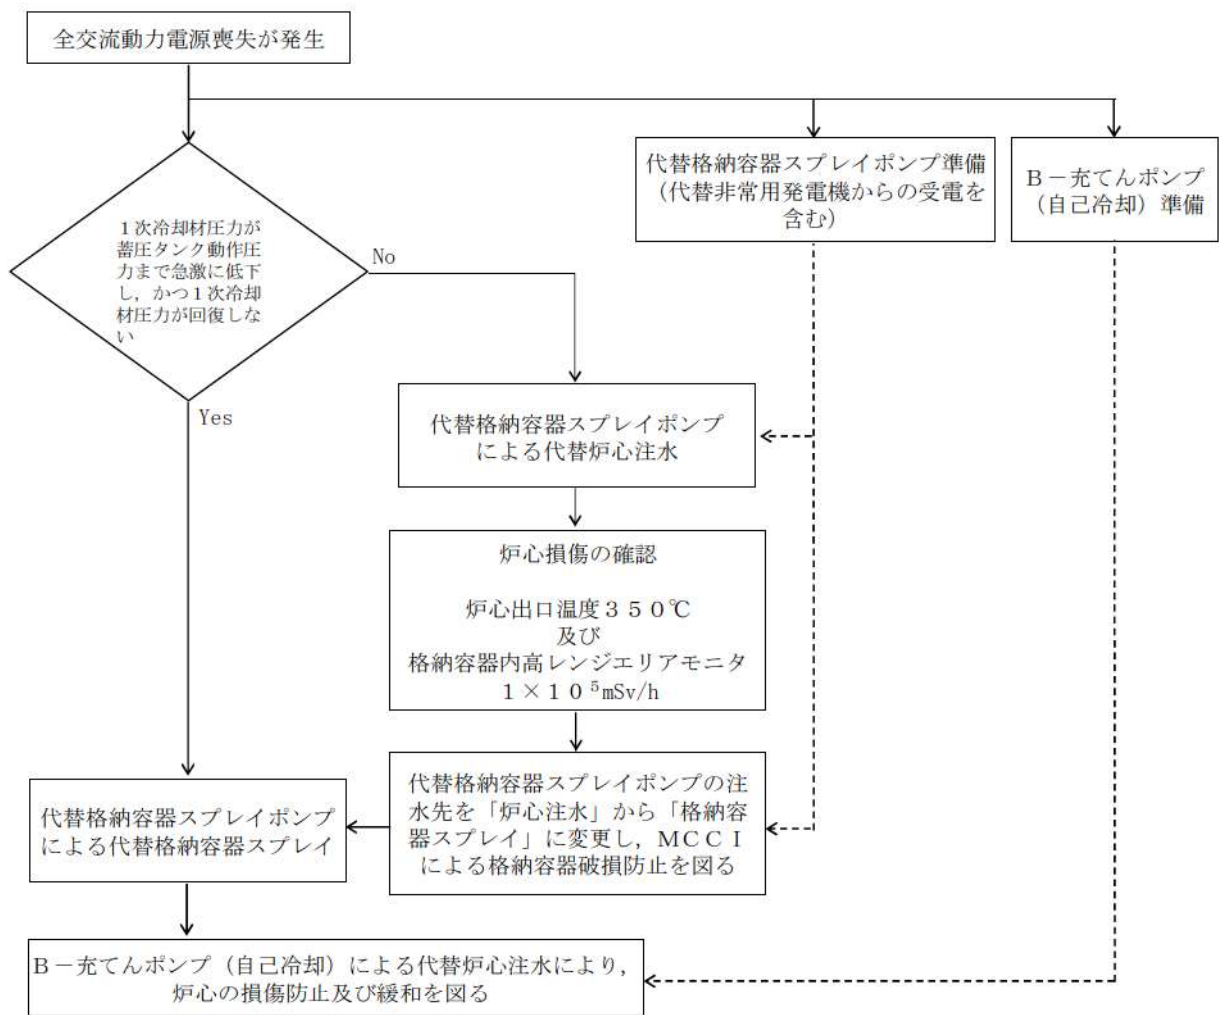 全交流動力電源喪失が発生
代替格納容器スプレイポンプ準備
(代替非常用発電機からの受電を
含む)
B-充てんポンプ
(自己冷却)準備
1次冷却材圧力が
蓄圧タンク動作圧
力まで急激に低下
し,かつ1次冷却
材圧力が回復しな
い
No
Yes
代替格納容器スプレイポンプ
による代替炉心注水
炉心損傷の確認
炉心出口温度350℃
及び
格納容器内高レンジエリアモニタ
1×10⁵mSv/h
代替格納容器スプレイポンプの注
水先を「炉心注水」から「格納容
器スプレイ」に変更し,MCCI
による格納容器破損防止を図る
代替格納容器スプレイポンプ
による代替格納容器スプレイ
B-充てんポンプ(自己冷却)による代替炉心注水により,
炉心の損傷防止及び緩和を図る